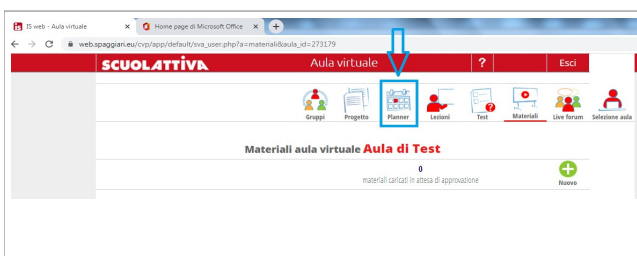 IS web - Aula virtuale
Home page di Microsoft Office
web.spaggiari.eu/cvp/app/default/sva_user.php?a=materiali&aula_id=273179
SCUOLATTIVA Aula virtuale ? Esci
Gruppi Progetto Planner Lezioni Test Materiali Live forum Selezione aula
Materiali aula virtuale Aula di Test
0
materiali caricati in attesa di approvazione
Nuovo